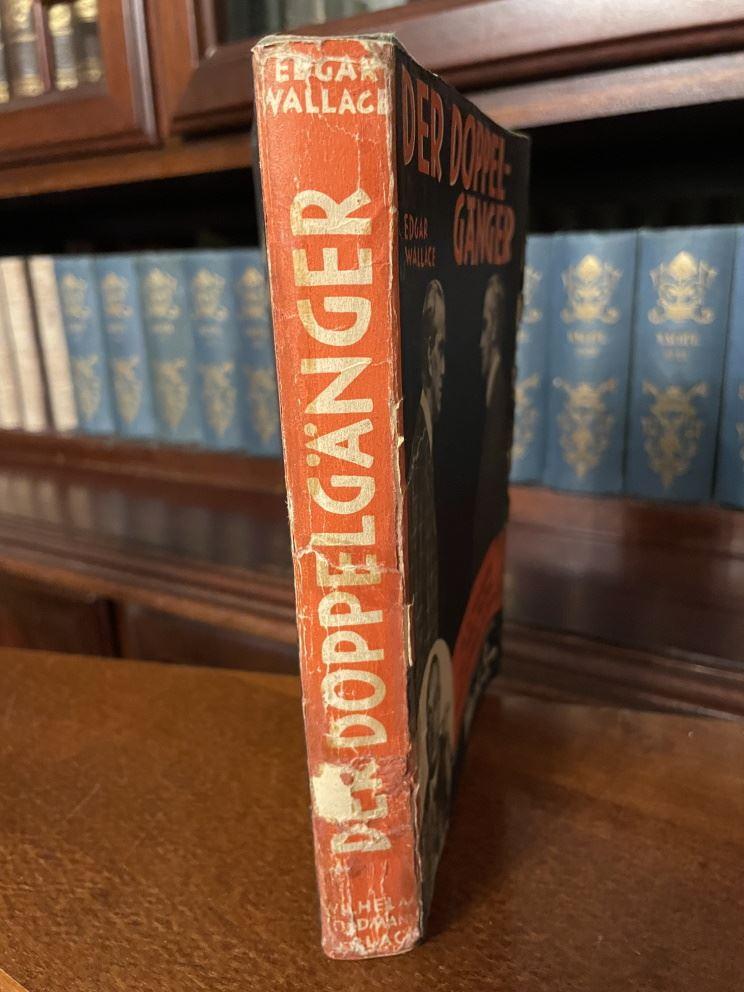 EDGAR
WALLACE
DER DOPPELGÄNGER
WILHELM
GOLDMANN
VERLAG
DER DOPPEL-
GÄNGER
EDGAR
WALLACE